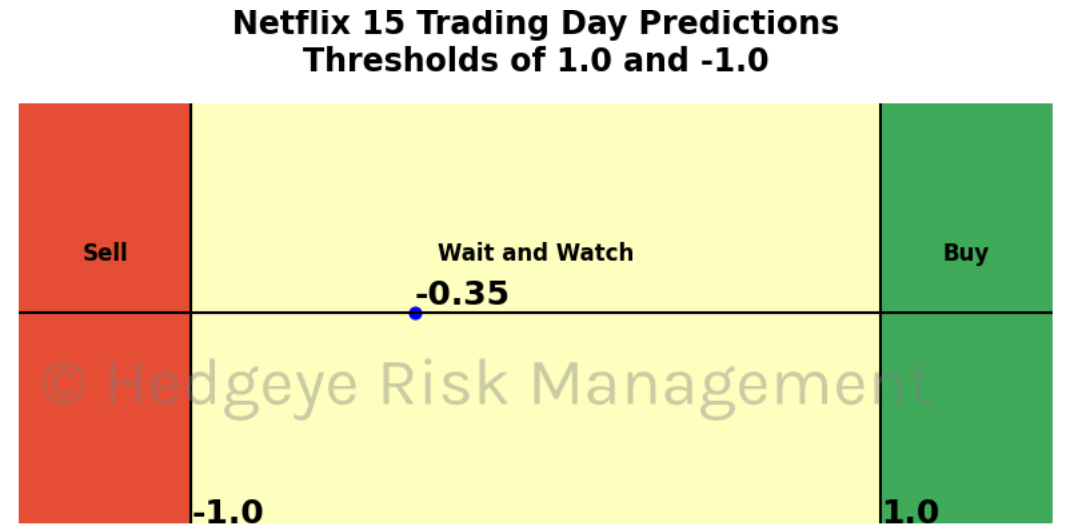 Netflix 15 Trading Day Predictions
Thresholds of 1.0 and -1.0
Sell
Wait and Watch
Buy
-0.35
© Hedgeye Risk Management
-1.0
1.0